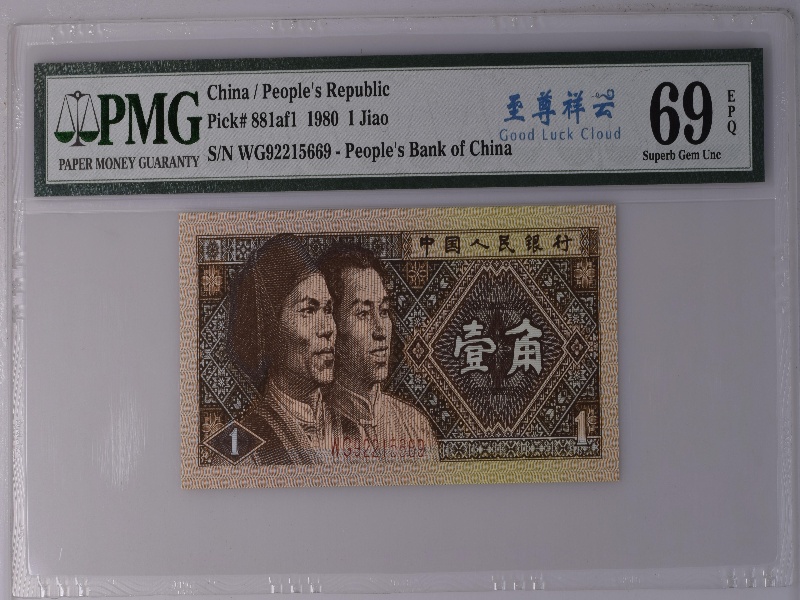 PMG
PAPER MONEY GUARANTY
China / People's Republic
Pick# 881af1 1980 1 Jiao
S/N WG92215669 - People's Bank of China
至尊祥云
Good Luck Cloud
69
EPQ
Superb Gem Unc
中国人民银行
壹角
1
WG92215669
1